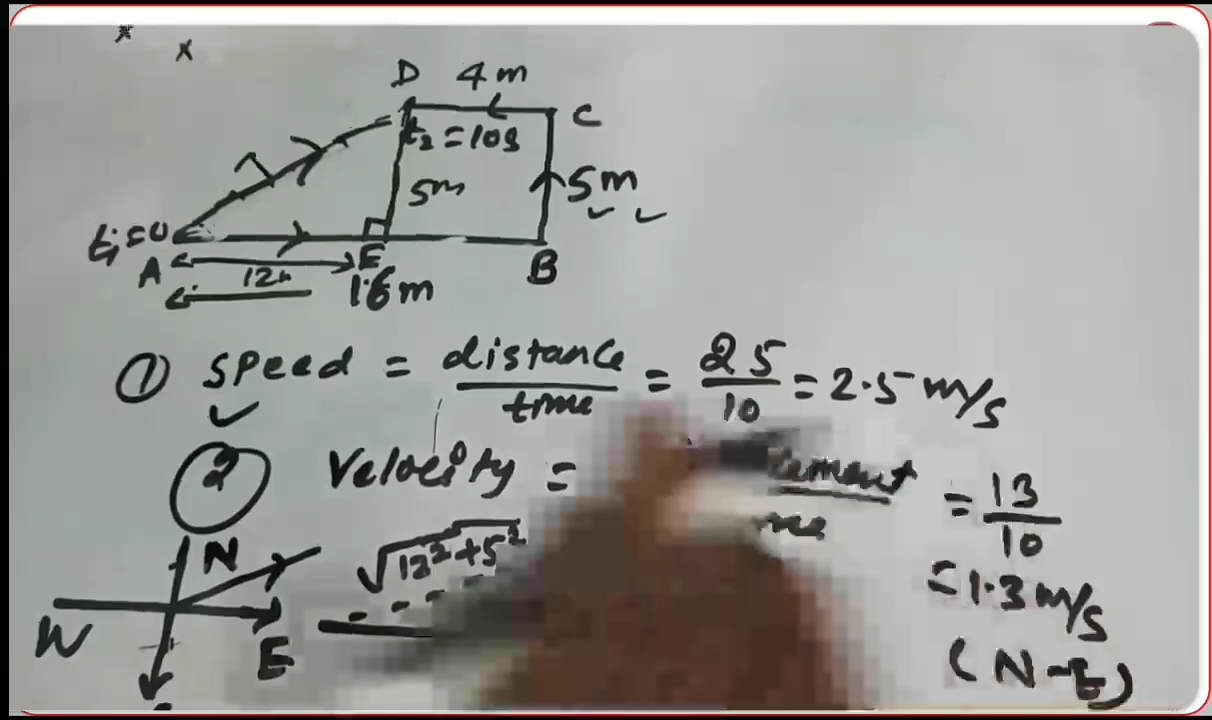 × ×
D 4m
C
t₂ = 10s
5m
5m
t₁ = 0
A
12
E
B
16m
① Speed = distance/time = 25/10 = 2.5 m/s
② Velocity = = 13/10
N
√12² + 5²
= 1.3 m/s
W
E
(N-E)